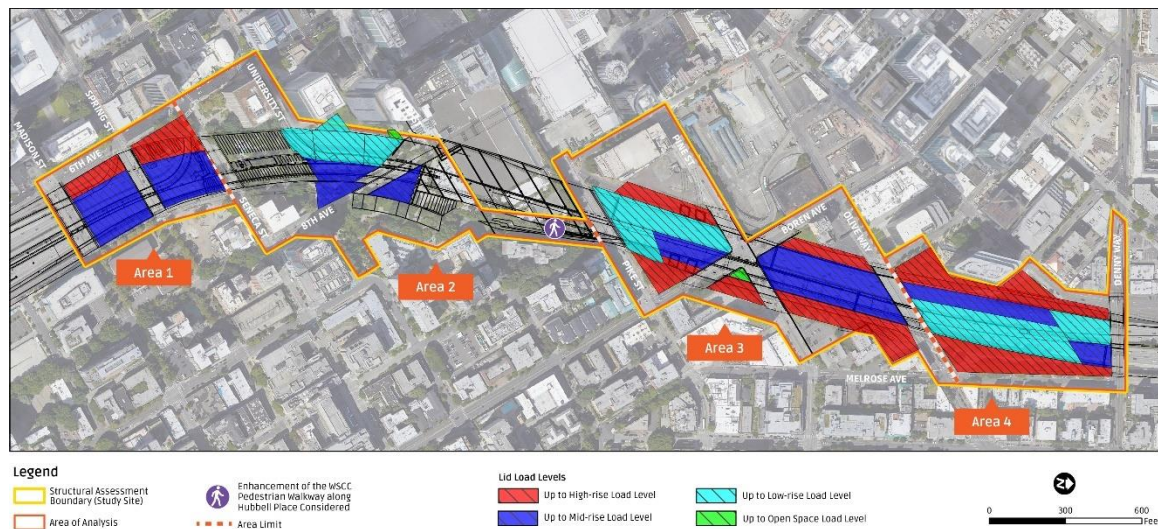 MADISON ST
SPRING ST
6TH AVE
UNIVERSITY ST
SENECA ST
8TH AVE
PINE ST
PIKE ST
BOREN AVE
OLIVE WAY
DENNY WAY
MELROSE AVE
Area 1
Area 2
Area 3
Area 4
Legend
Structural Assessment
Boundary (Study Site)
Area of Analysis
Enhancement of the WSCC
Pedestrian Walkway along
Hubbell Place Considered
Area Limit
Lid Load Levels
Up to High-rise Load Level
Up to Mid-rise Load Level
Up to Low-rise Load Level
Up to Open Space Load Level
N
0 300 600
Feet